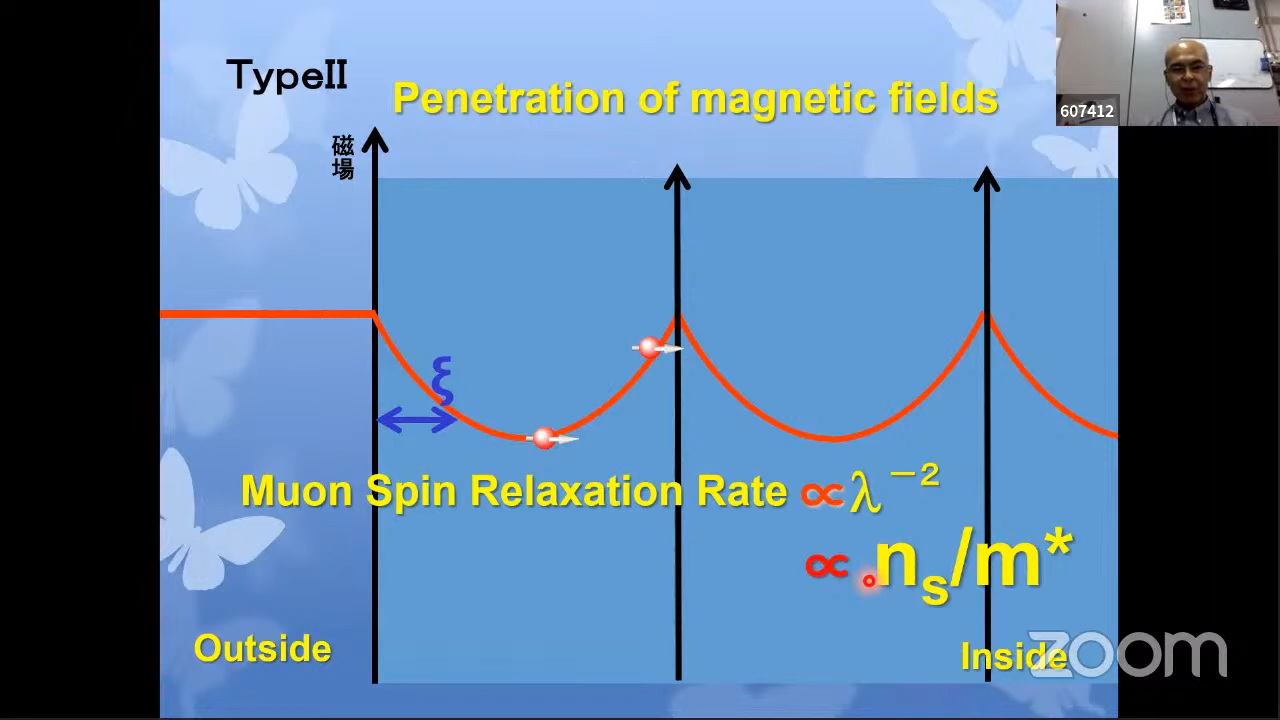 TypeII
Penetration of magnetic fields
607412
磁
場
ξ
Muon Spin Relaxation Rate ∝λ⁻²
∝ nₛ/m*
Outside
Inside
zoom